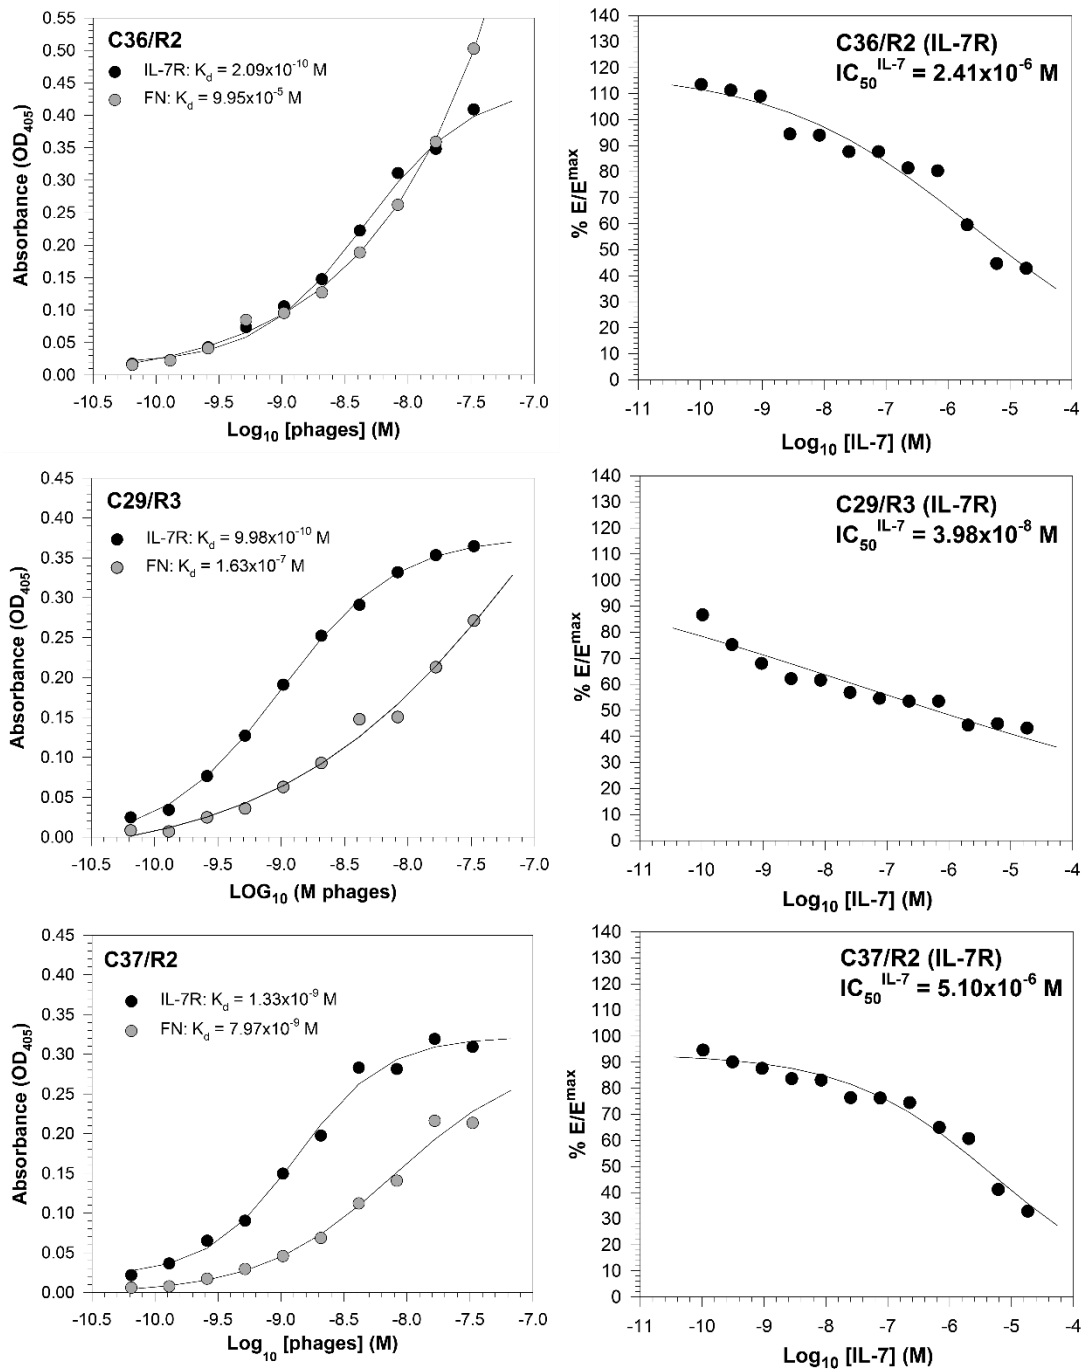 C36/R2
IL-7R: Kd = 2.09x10-10 M
FN: Kd = 9.95x10-5 M
Absorbance (OD405)
0.55
0.50
0.45
0.40
0.35
0.30
0.25
0.20
0.15
0.10
0.05
0.00
-10.5 -10.0 -9.5 -9.0 -8.5 -8.0 -7.5 -7.0
Log10 [phages] (M)
C36/R2 (IL-7R)
IC50IL-7 = 2.41x10-6 M
% E/Emax
140
130
120
110
100
90
80
70
60
50
40
30
20
10
0
-11 -10 -9 -8 -7 -6 -5 -4
Log10 [IL-7] (M)
C29/R3
IL-7R: Kd = 9.98x10-10 M
FN: Kd = 1.63x10-7 M
Absorbance (OD405)
0.45
0.40
0.35
0.30
0.25
0.20
0.15
0.10
0.05
0.00
-10.5 -10.0 -9.5 -9.0 -8.5 -8.0 -7.5 -7.0
LOG10 (M phages)
C29/R3 (IL-7R)
IC50IL-7 = 3.98x10-8 M
% E/Emax
140
130
120
110
100
90
80
70
60
50
40
30
20
10
0
-11 -10 -9 -8 -7 -6 -5 -4
Log10 [IL-7] (M)
C37/R2
IL-7R: Kd = 1.33x10-9 M
FN: Kd = 7.97x10-9 M
Absorbance (OD405)
0.45
0.40
0.35
0.30
0.25
0.20
0.15
0.10
0.05
0.00
-10.5 -10.0 -9.5 -9.0 -8.5 -8.0 -7.5 -7.0
Log10 [phages] (M)
C37/R2 (IL-7R)
IC50IL-7 = 5.10x10-6 M
% E/Emax
140
130
120
110
100
90
80
70
60
50
40
30
20
10
0
-11 -10 -9 -8 -7 -6 -5 -4
Log10 [IL-7] (M)